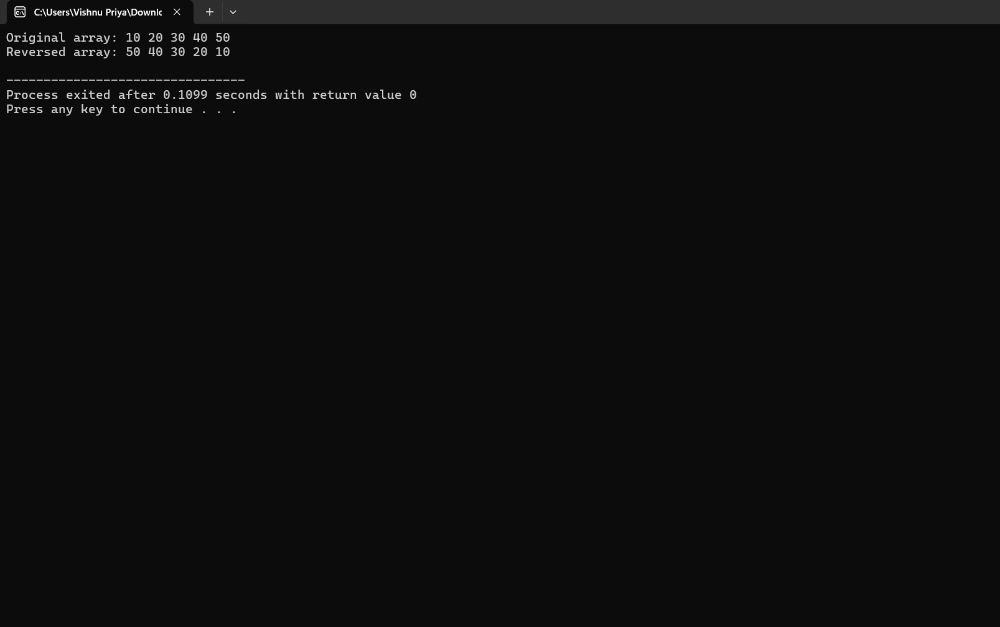 C:\Users\Vishnu Priya\Downlc
Original array: 10 20 30 40 50
Reversed array: 50 40 30 20 10
--------------------------------
Process exited after 0.1099 seconds with return value 0
Press any key to continue . . .